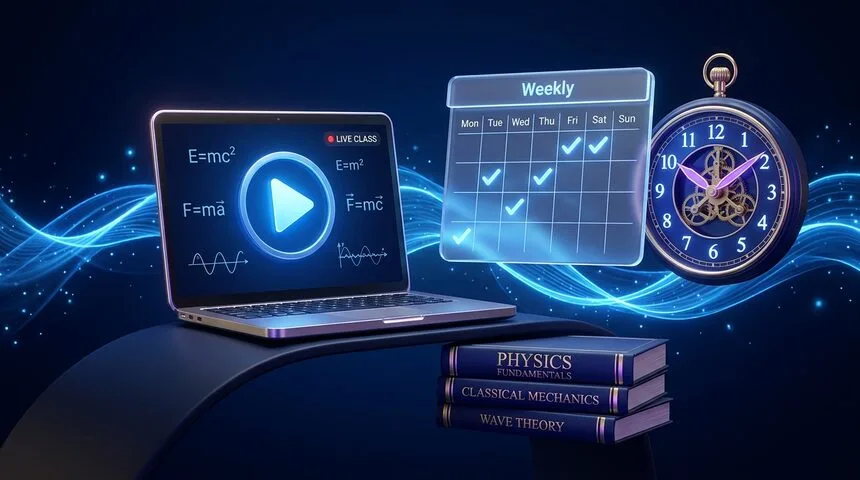 LIVE CLASS
E=mc²
E=m²
F=ma⃗
F⃗=mc⃗
Weekly
Mon Tue Wed Thu Fri Sat Sun
12
1
2
3
4
5
6
7
8
9
10
11
PHYSICS
FUNDAMENTALS
CLASSICAL MECHANICS
WAVE THEORY